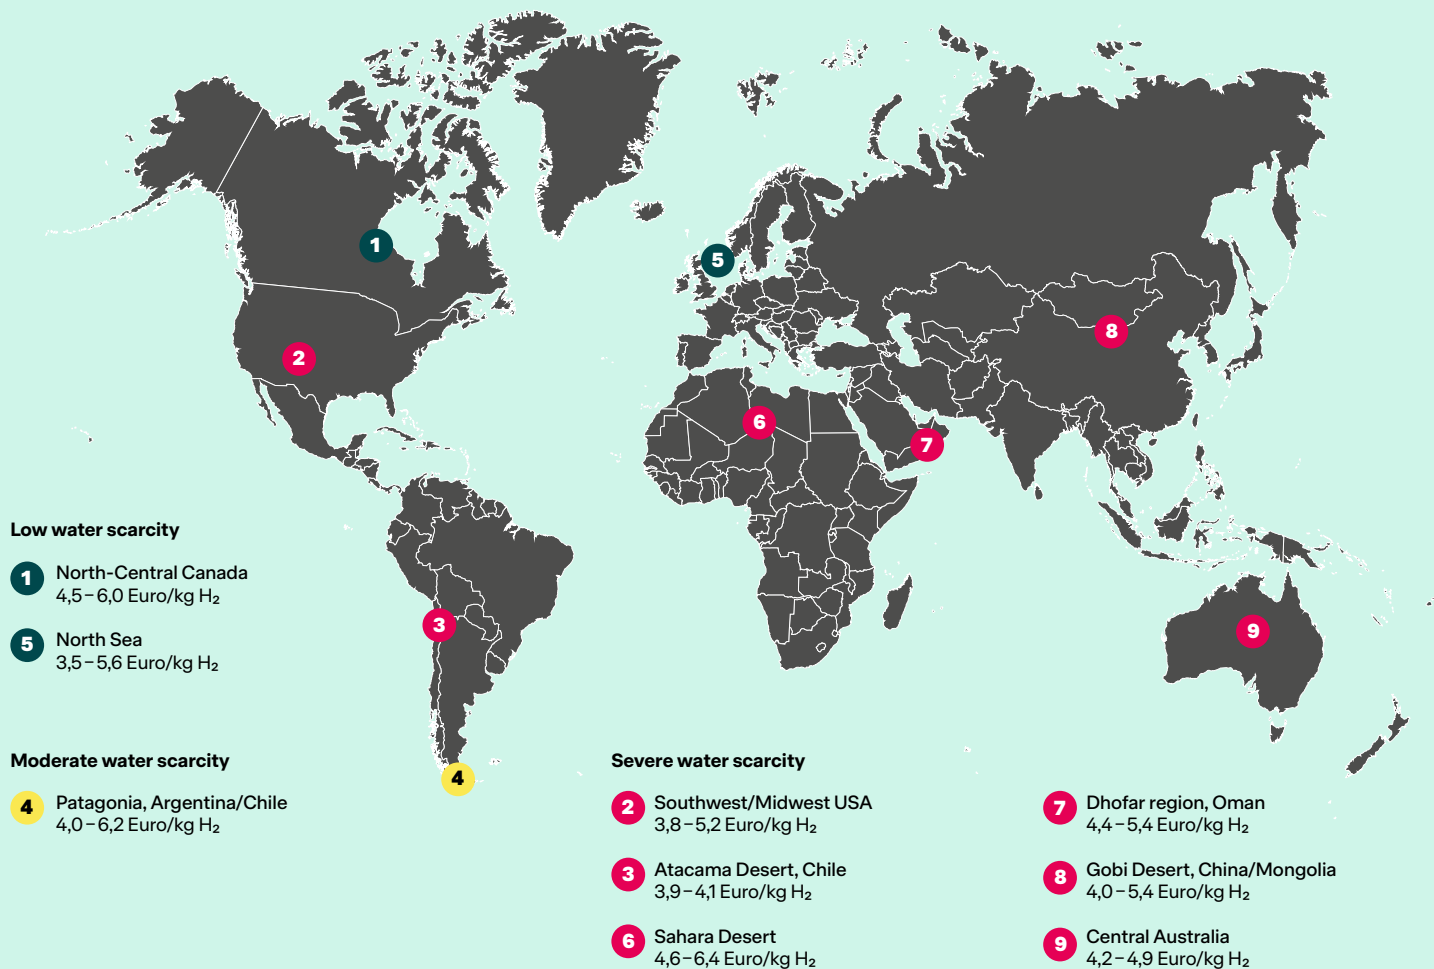 1
2
3
4
5
6
7
8
9
Low water scarcity
1
North-Central Canada
4,5–6,0 Euro/kg H₂
5
North Sea
3,5–5,6 Euro/kg H₂
Moderate water scarcity
4
Patagonia, Argentina/Chile
4,0–6,2 Euro/kg H₂
Severe water scarcity
2
Southwest/Midwest USA
3,8–5,2 Euro/kg H₂
3
Atacama Desert, Chile
3,9–4,1 Euro/kg H₂
6
Sahara Desert
4,6–6,4 Euro/kg H₂
7
Dhofar region, Oman
4,4–5,4 Euro/kg H₂
8
Gobi Desert, China/Mongolia
4,0–5,4 Euro/kg H₂
9
Central Australia
4,2–4,9 Euro/kg H₂